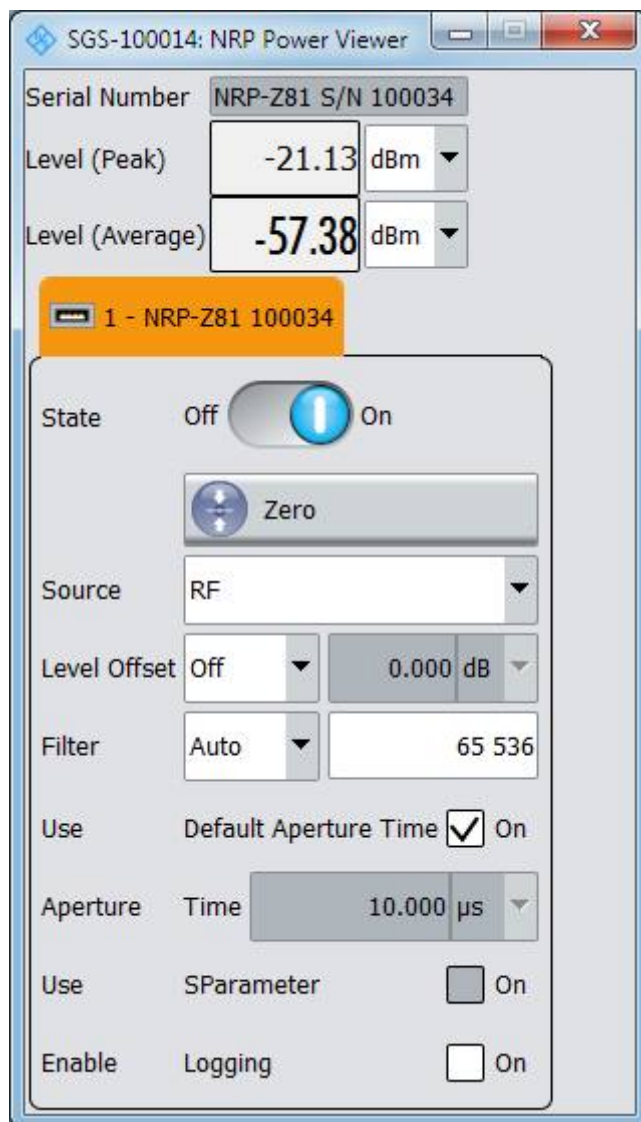 SGS-100014: NRP Power Viewer
Serial Number NRP-Z81 S/N 100034
Level (Peak) -21.13 dBm
Level (Average) -57.38 dBm
1 - NRP-Z81 100034
State Off On
Zero
Source RF
Level Offset Off 0.000 dB
Filter Auto 65 536
Use Default Aperture Time On
Aperture Time 10.000 µs
Use SParameter On
Enable Logging On